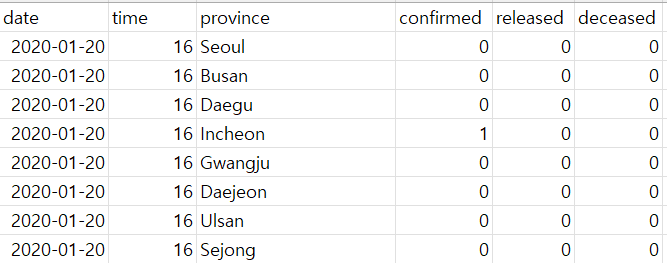 date time province confirmed released deceased
2020-01-20 16 Seoul 0 0 0
2020-01-20 16 Busan 0 0 0
2020-01-20 16 Daegu 0 0 0
2020-01-20 16 Incheon 1 0 0
2020-01-20 16 Gwangju 0 0 0
2020-01-20 16 Daejeon 0 0 0
2020-01-20 16 Ulsan 0 0 0
2020-01-20 16 Sejong 0 0 0